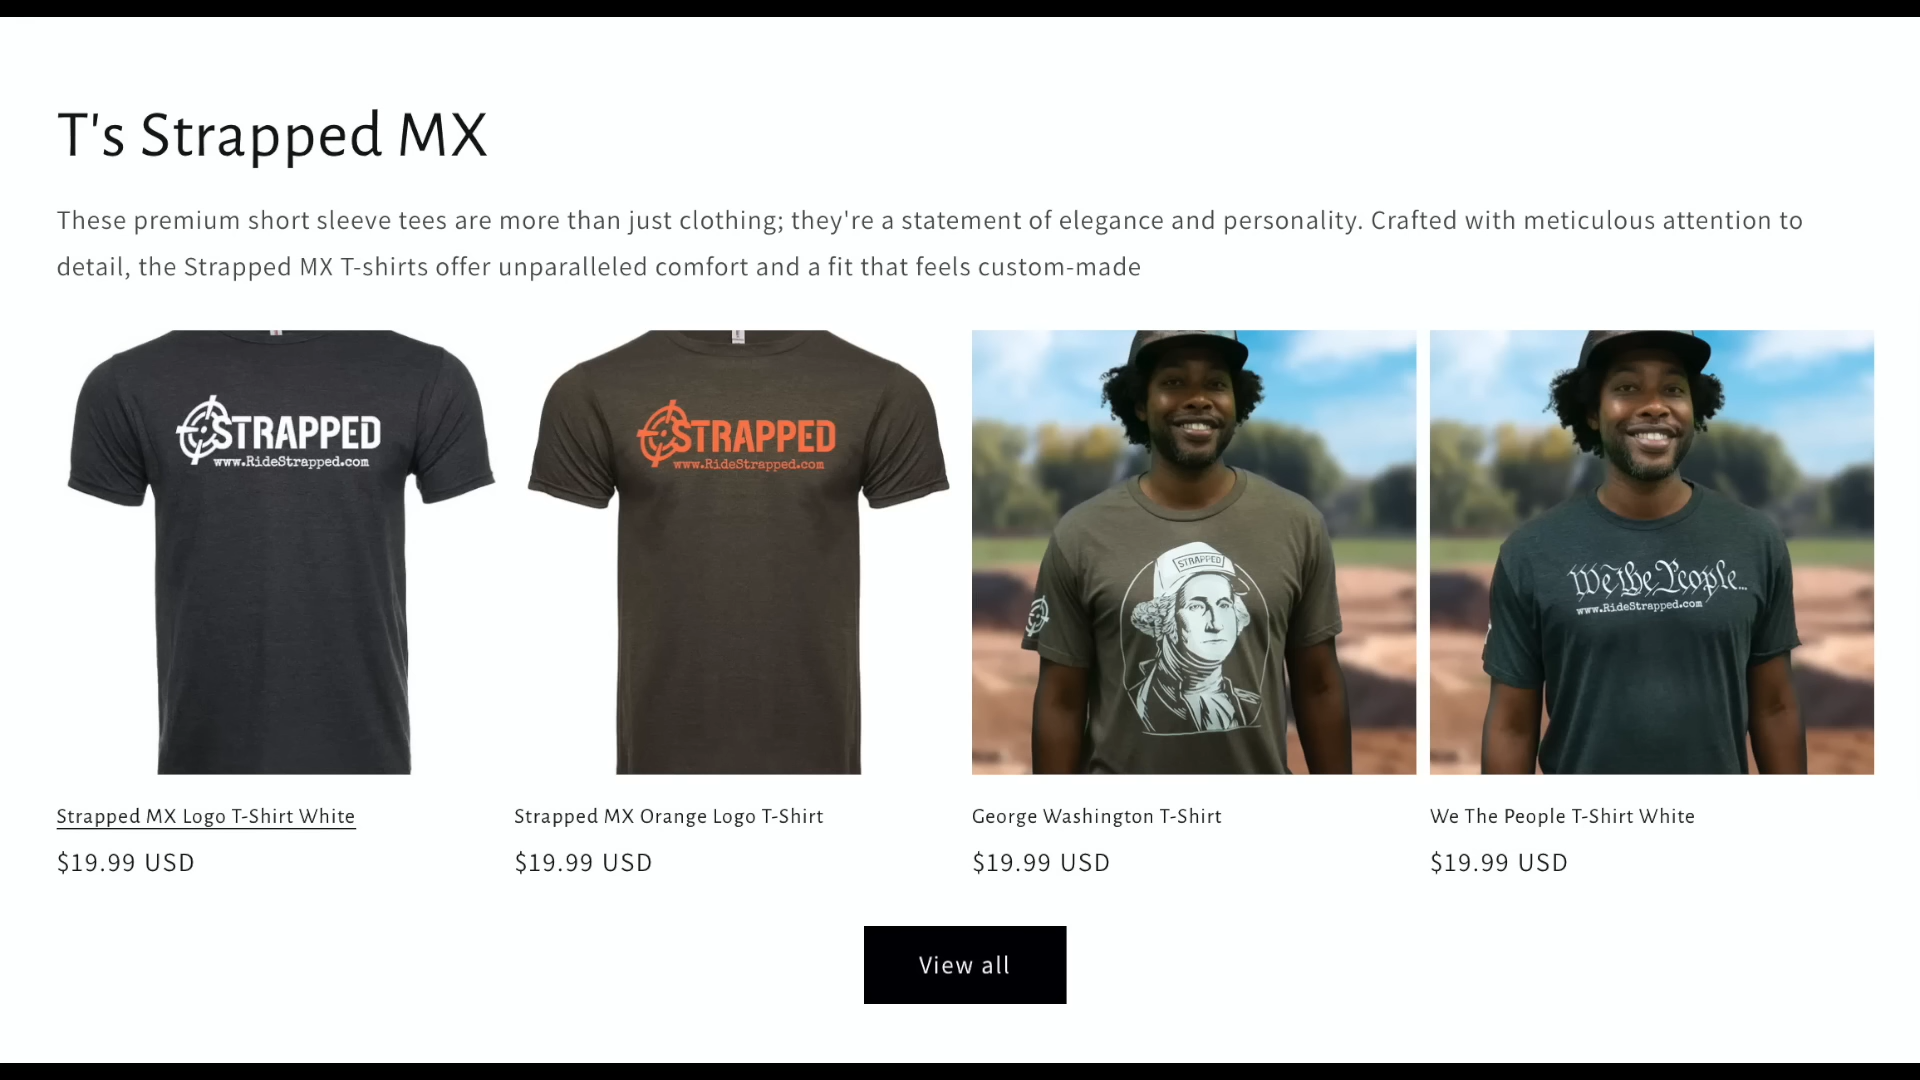 T's Strapped MX
These premium short sleeve tees are more than just clothing; they're a statement of elegance and personality. Crafted with meticulous attention to
detail, the Strapped MX T-shirts offer unparalleled comfort and a fit that feels custom-made
STRAPPED
www.RideStrapped.com
STRAPPED
www.RideStrapped.com
STRAPPED
We the People...
www.RideStrapped.com
Strapped MX Logo T-Shirt White
Strapped MX Orange Logo T-Shirt
George Washington T-Shirt
We The People T-Shirt White
$19.99 USD
$19.99 USD
$19.99 USD
$19.99 USD
View all